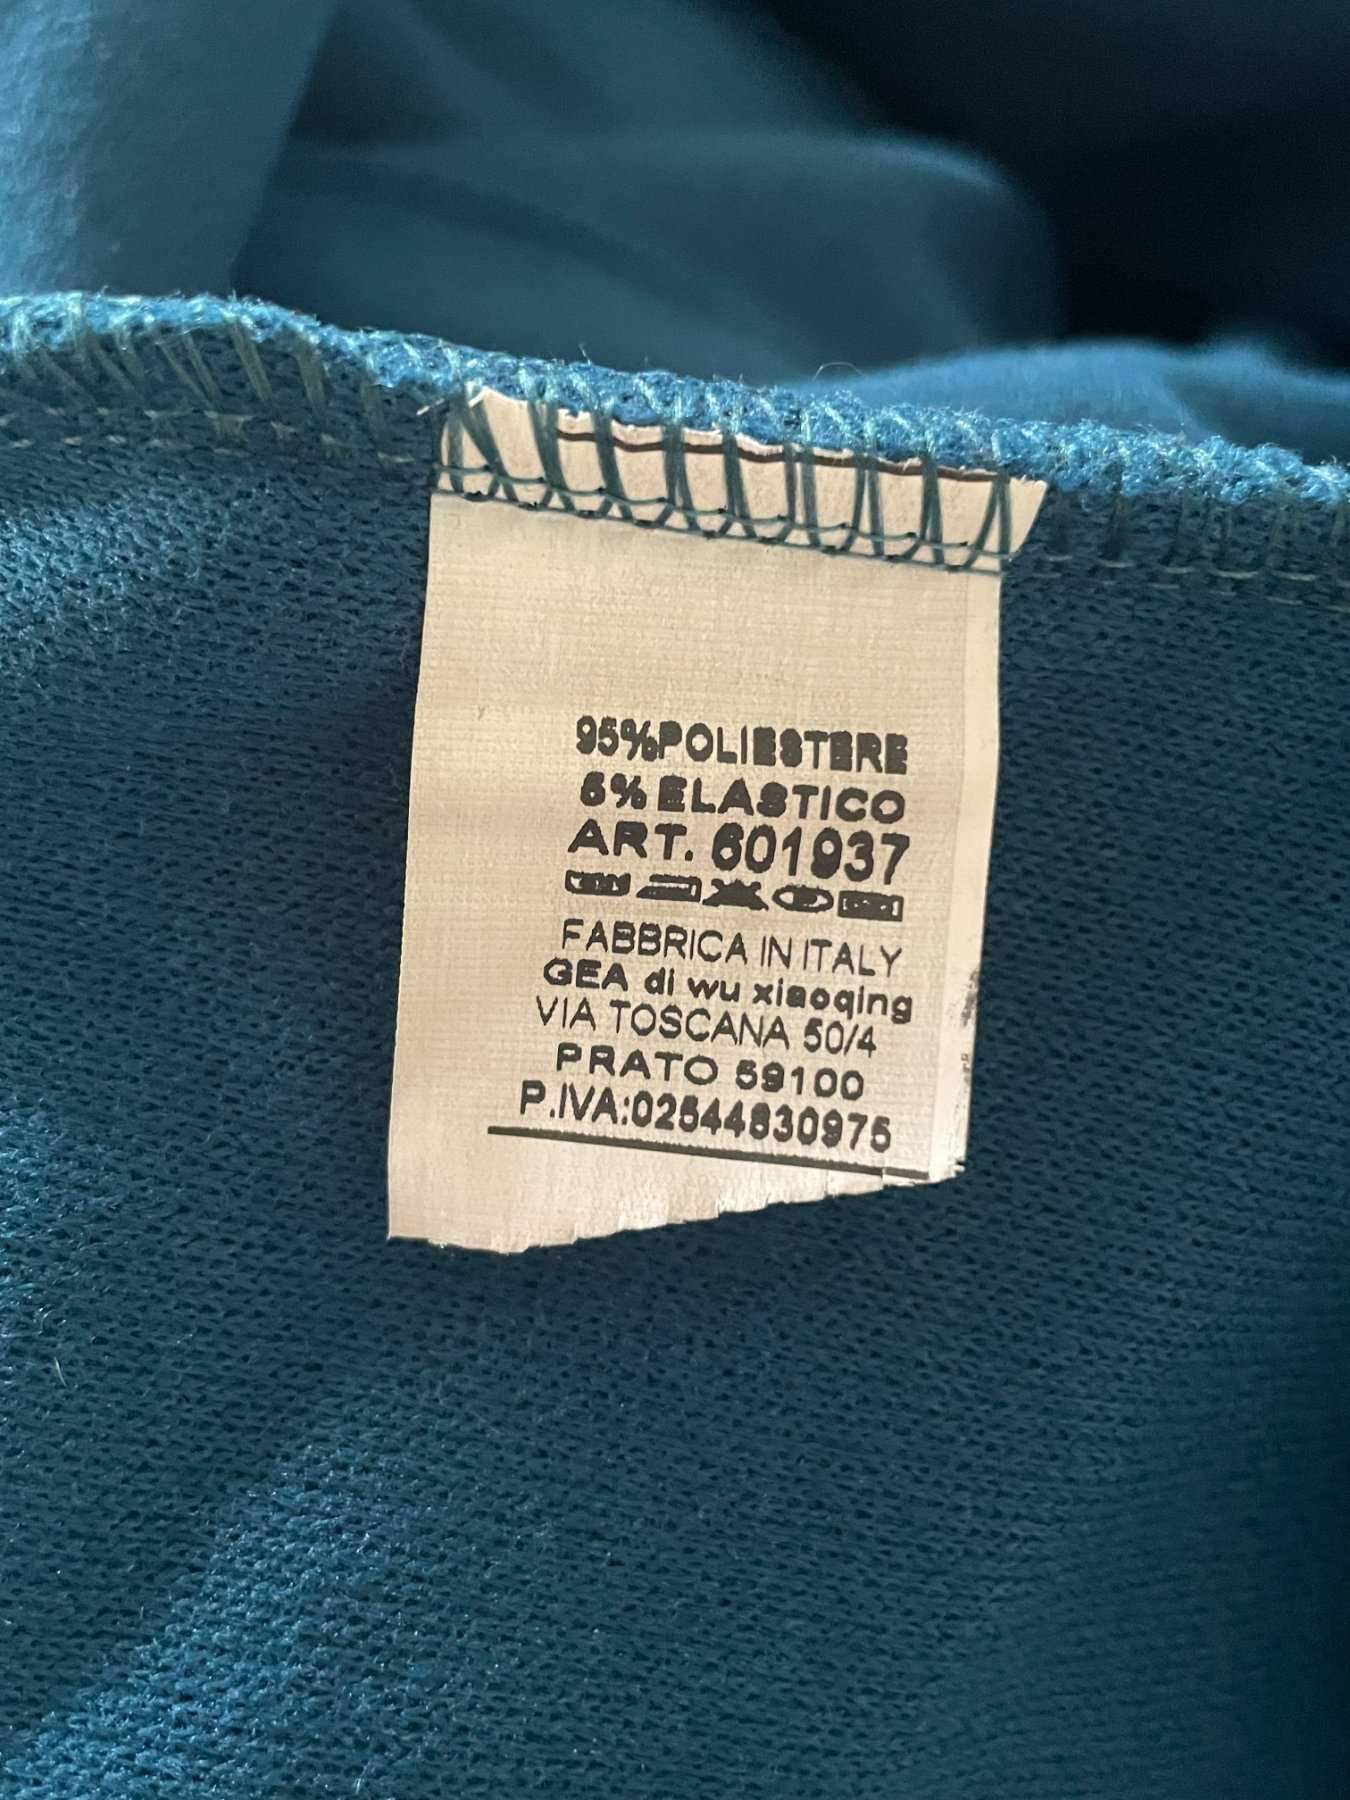 95%POLIESTERE
5% ELASTICO
ART. 601937
FABBRICA IN ITALY
GEA di wu xiaoqing
VIA TOSCANA 50/4
PRATO 59100
P.IVA:02544830975